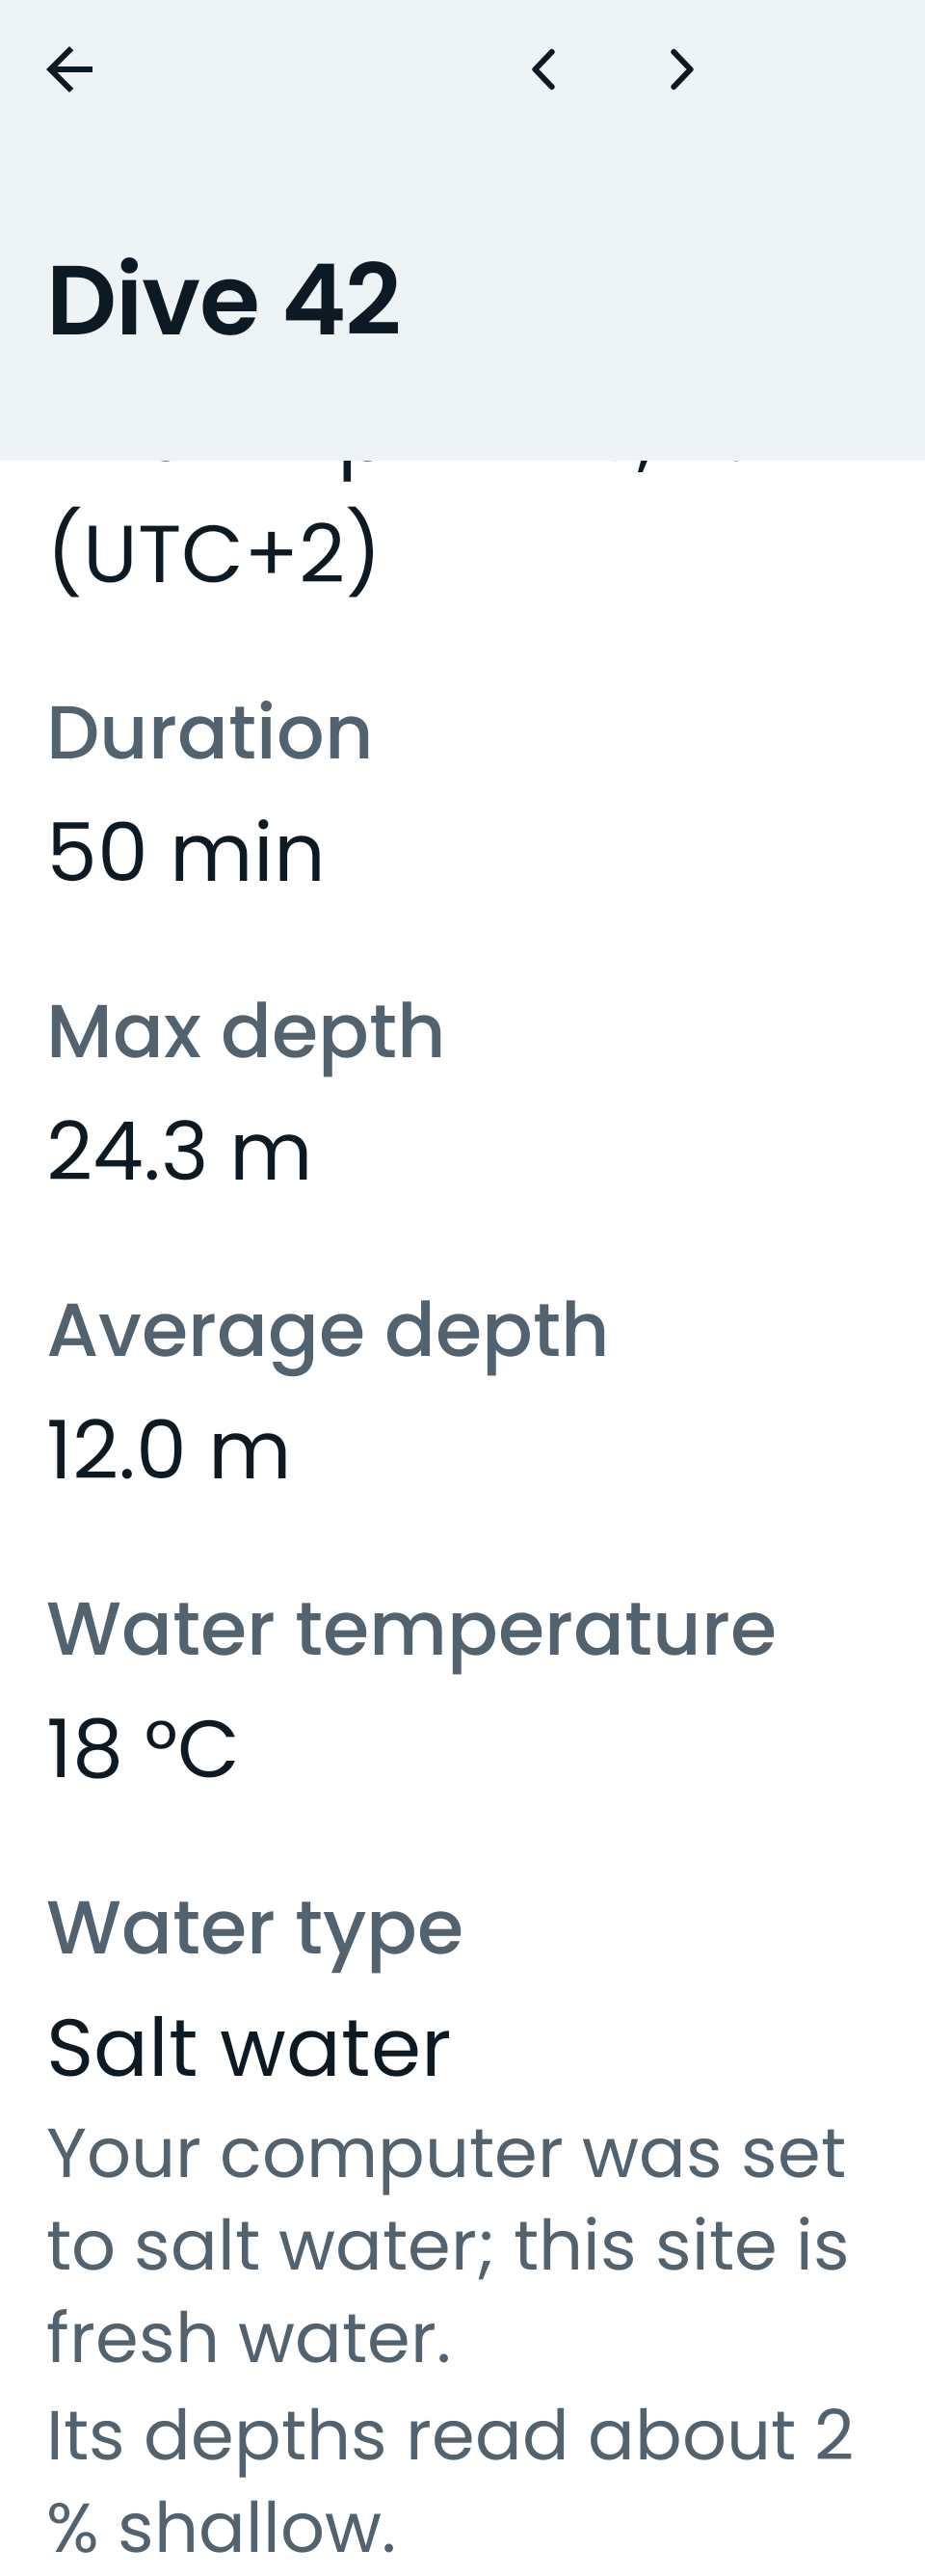 Dive 42
(UTC+2)
Duration
50 min
Max depth
24.3 m
Average depth
12.0 m
Water temperature
18 °C
Water type
Salt water
Your computer was set
to salt water; this site is
fresh water.
Its depths read about 2
% shallow.